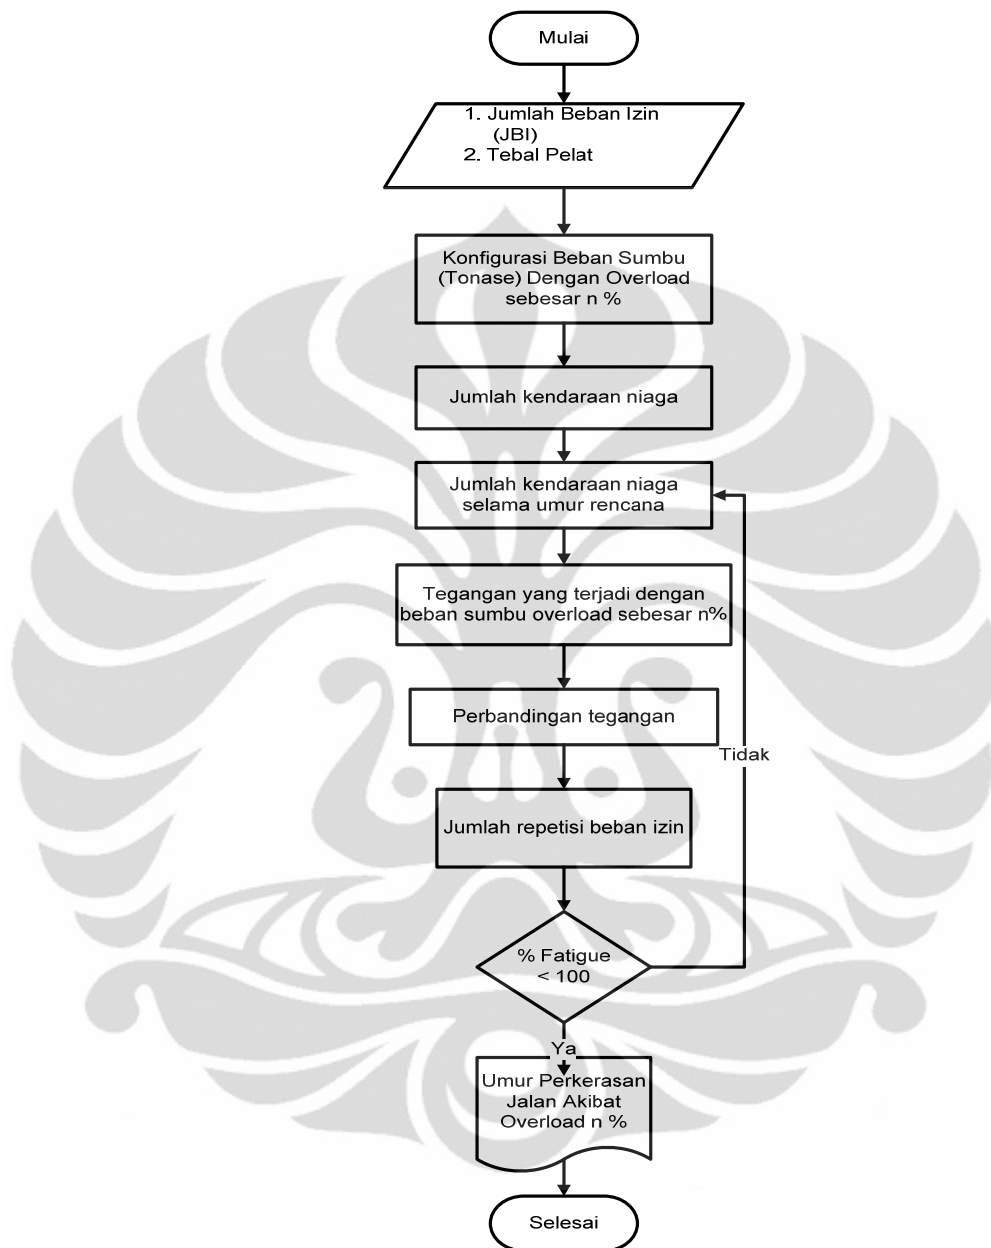 Mulai
1. Jumlah Beban Izin
(JBI)
2. Tebal Pelat
Konfigurasi Beban Sumbu
(Tonase) Dengan Overload
sebesar n %
Jumlah kendaraan niaga
Jumlah kendaraan niaga
selama umur rencana
Tegangan yang terjadi dengan
beban sumbu overload sebesar n%
Perbandingan tegangan
Tidak
Jumlah repetisi beban izin
% Fatigue
< 100
Ya
Umur Perkerasan
Jalan Akibat
Overload n %
Selesai